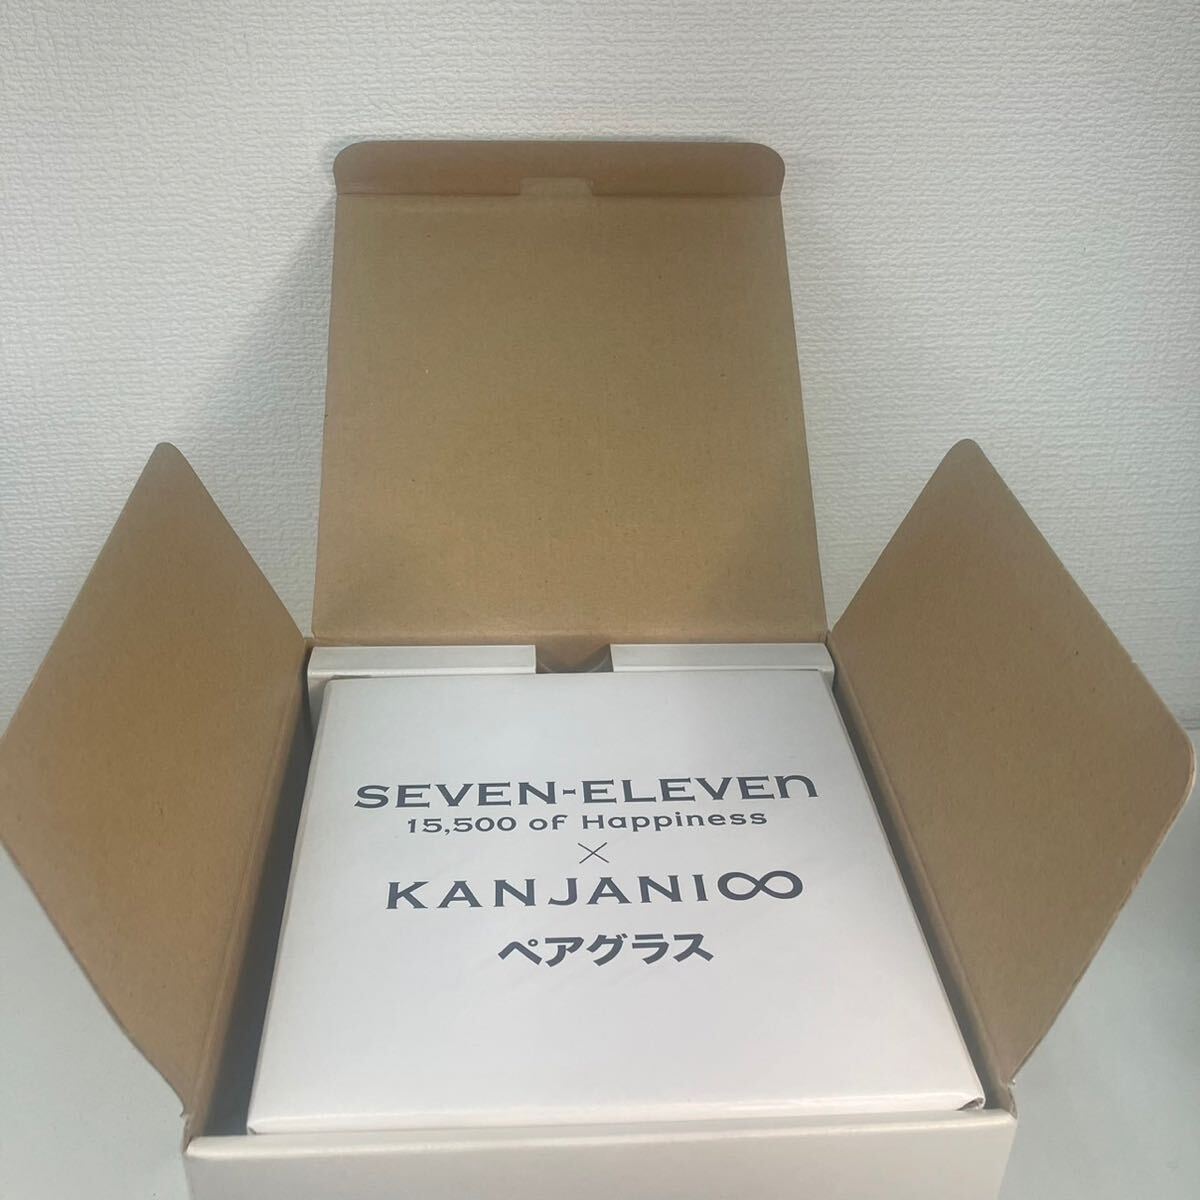 SEVEN-ELEVEn
15,500 of Happiness
×
KANJANI∞
ペアグラス